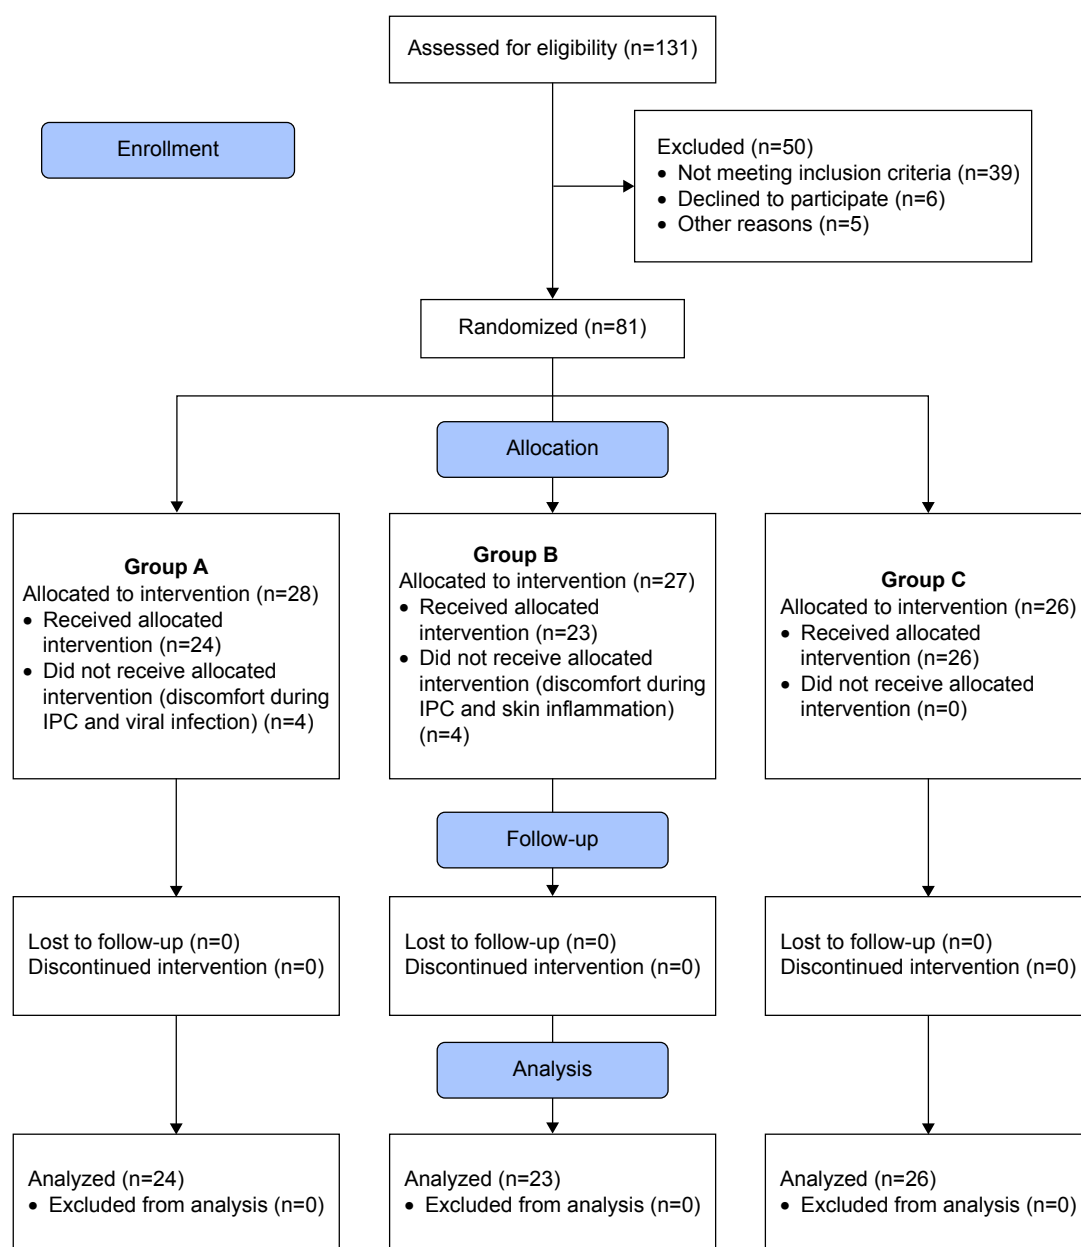 Assessed for eligibility (n=131)
Enrollment
Excluded (n=50)
• Not meeting inclusion criteria (n=39)
• Declined to participate (n=6)
• Other reasons (n=5)
Randomized (n=81)
Allocation
Group A
Allocated to intervention (n=28)
• Received allocated
intervention (n=24)
• Did not receive allocated
intervention (discomfort during
IPC and viral infection) (n=4)
Group B
Allocated to intervention (n=27)
• Received allocated
intervention (n=23)
• Did not receive allocated
intervention (discomfort during
IPC and skin inflammation)
(n=4)
Group C
Allocated to intervention (n=26)
• Received allocated
intervention (n=26)
• Did not receive allocated
intervention (n=0)
Follow-up
Lost to follow-up (n=0)
Discontinued intervention (n=0)
Lost to follow-up (n=0)
Discontinued intervention (n=0)
Lost to follow-up (n=0)
Discontinued intervention (n=0)
Analysis
Analyzed (n=24)
• Excluded from analysis (n=0)
Analyzed (n=23)
• Excluded from analysis (n=0)
Analyzed (n=26)
• Excluded from analysis (n=0)